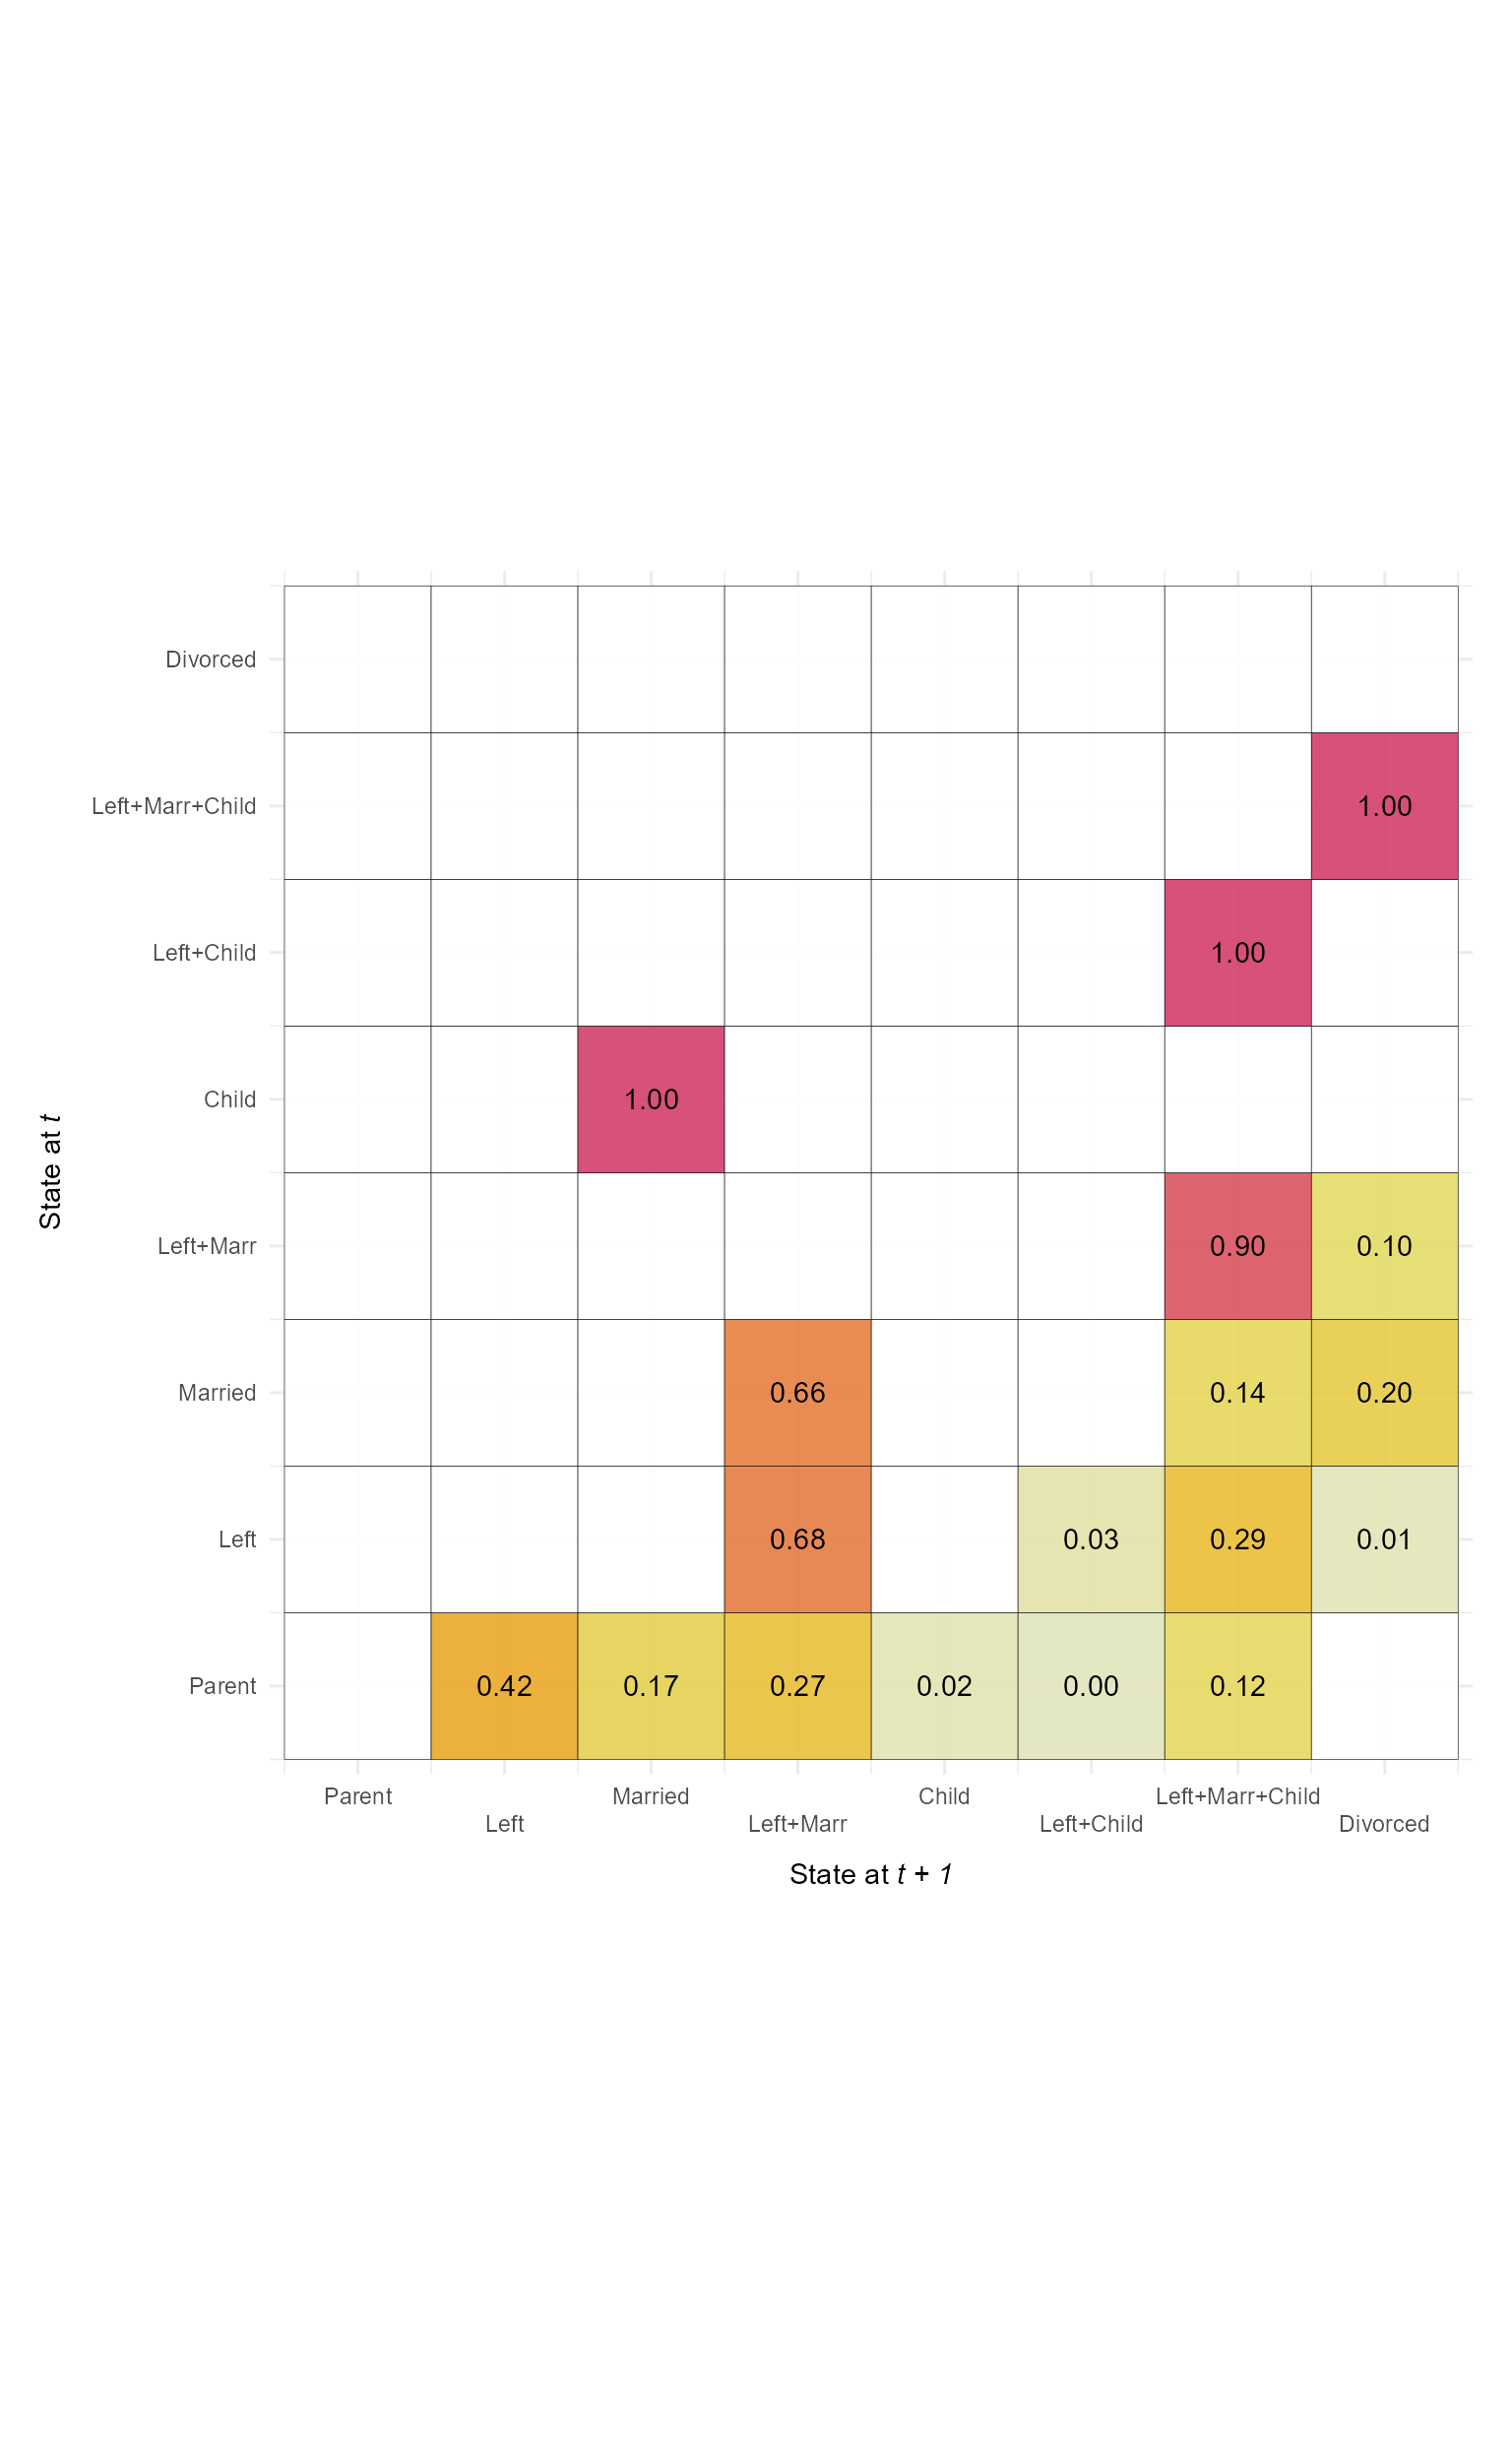 Divorced
Left+Marr+Child
1.00
Left+Child
1.00
Child
1.00
Left+Marr
0.90 0.10
Married
0.66 0.14 0.20
Left
0.68 0.03 0.29 0.01
Parent
0.42 0.17 0.27 0.02 0.00 0.12
State at t
Parent Married Child Left+Marr+Child
Left Left+Marr Left+Child Divorced
State at t + 1